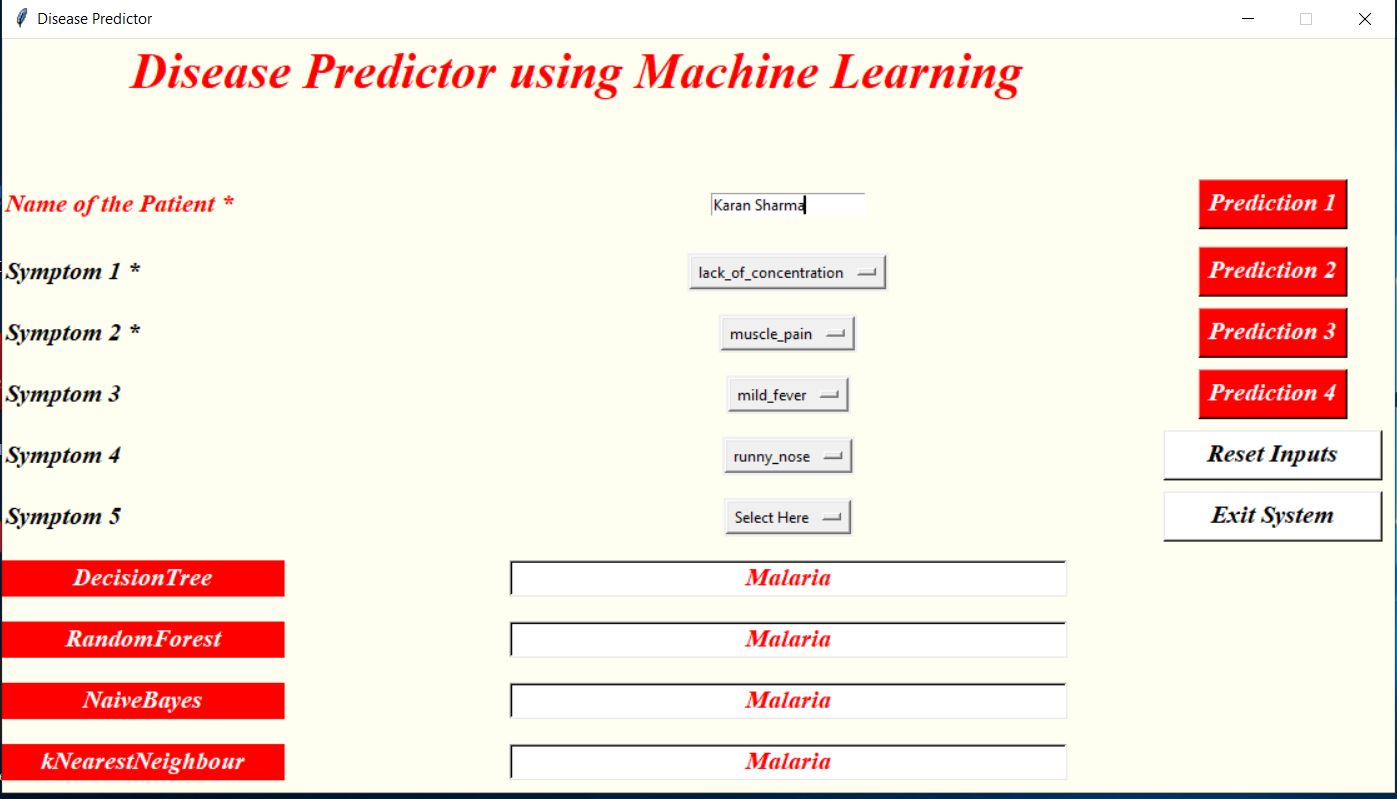 Disease Predictor
Disease Predictor using Machine Learning
Name of the Patient * Karan Sharma Prediction 1
Symptom 1 * lack_of_concentration Prediction 2
Symptom 2 * muscle_pain Prediction 3
Symptom 3 mild_fever Prediction 4
Symptom 4 runny_nose Reset Inputs
Symptom 5 Select Here Exit System
DecisionTree Malaria
RandomForest Malaria
NaiveBayes Malaria
kNearestNeighbour Malaria